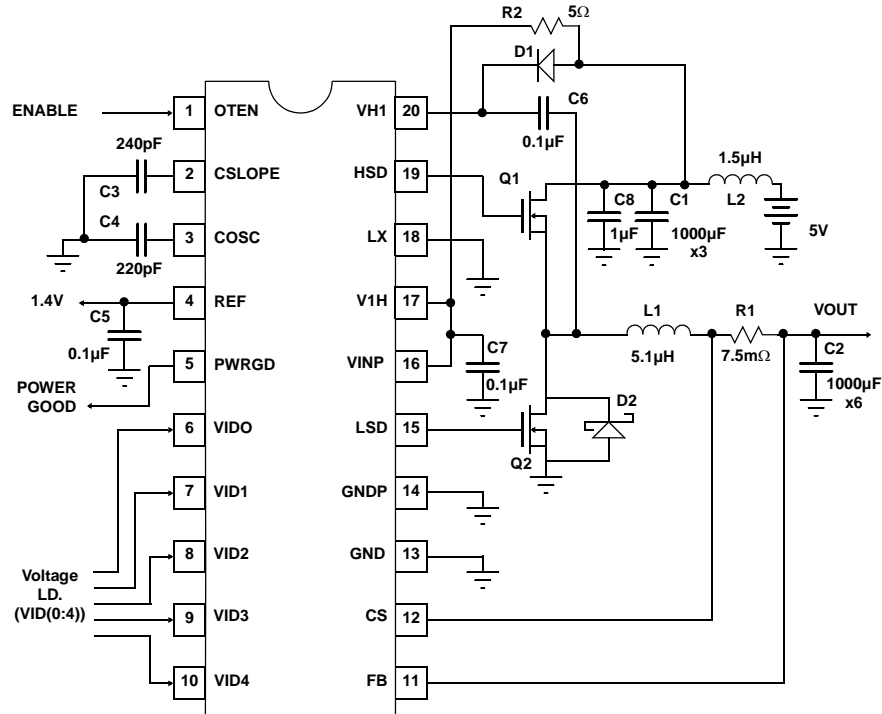 R2 5Ω
D1
ENABLE 1 OTEN VH1 20 C6
0.1µF
240pF
C3
2 CSLOPE HSD 19 Q1
1.5µH
L2
5V
C8
1µF
C1
1000µF
x3
C4
220pF
3 COSC LX 18
1.4V 4 REF V1H 17
C5
0.1µF
L1
5.1µH
R1
7.5mΩ
VOUT
C2
1000µF
x6
POWER
GOOD
5 PWRGD VINP 16
C7
0.1µF
D2
6 VIDO LSD 15
Q2
7 VID1 GNDP 14
8 VID2 GND 13
Voltage
I.D.
(VID(0:4))
9 VID3 CS 12
10 VID4 FB 11